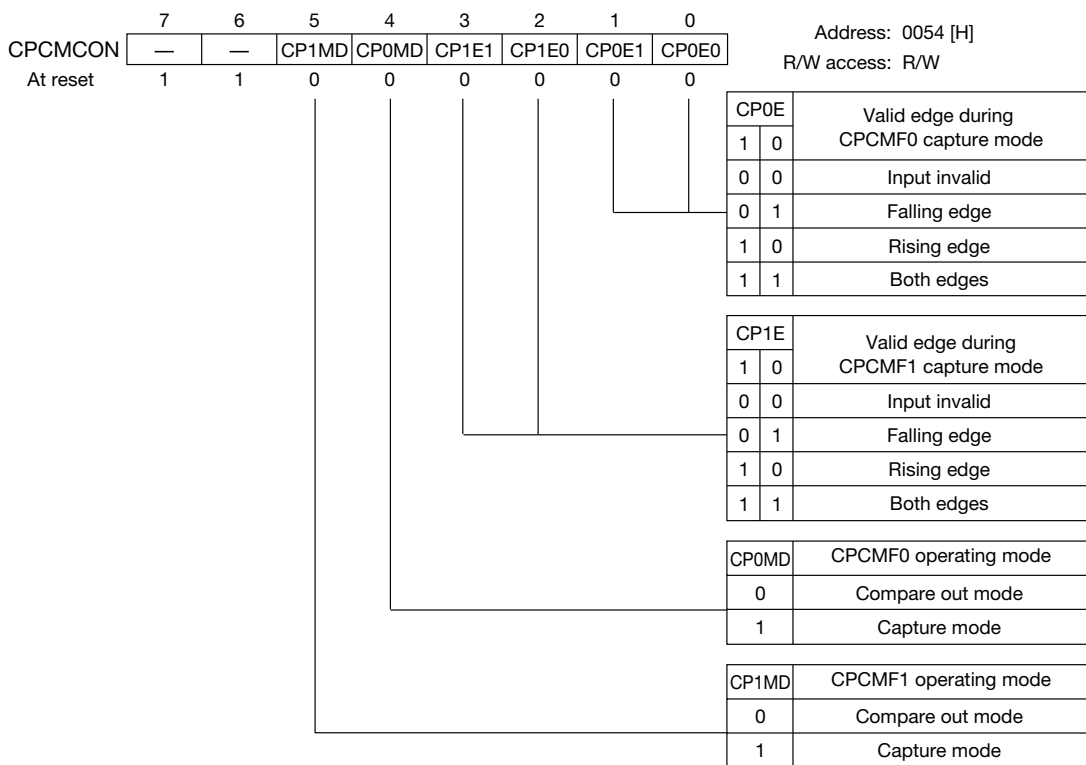 7 6 5 4 3 2 1 0
Address: 0054 [H]
CPCMCON — — CP1MD CP0MD CP1E1 CP1E0 CP0E1 CP0E0
R/W access: R/W
At reset 1 1 0 0 0 0 0 0
CP0E Valid edge during
1 0 CPCMF0 capture mode
0 0 Input invalid
0 1 Falling edge
1 0 Rising edge
1 1 Both edges
CP1E Valid edge during
1 0 CPCMF1 capture mode
0 0 Input invalid
0 1 Falling edge
1 0 Rising edge
1 1 Both edges
CP0MD CPCMF0 operating mode
0 Compare out mode
1 Capture mode
CP1MD CPCMF1 operating mode
0 Compare out mode
1 Capture mode